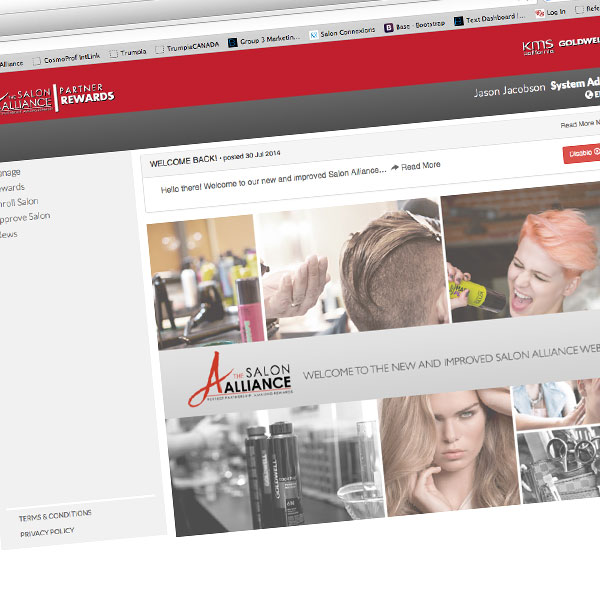 Alliance CosmoProf IntLink Trumpia TrumpiaCANADA Group 3 Marketin... Salon Connexions Base · Bootstrap Text Dashboard |... Log In Refe
THE SALON ALLIANCE
PARTNER REWARDS
kms california GOLDWELL
Jason Jacobson System Ad
E
anage
ewards
nroll Salon
pprove Salon
News
Read More N
WELCOME BACK! • posted 30 Jul 2014
Disable
Hello there! Welcome to our new and improved Salon Alliance... Read More
THE SALON
ALLIANCE
WELCOME TO THE NEW AND IMPROVED SALON ALLIANCE WEB
GOLDWELL
TERMS & CONDITIONS
PRIVACY POLICY